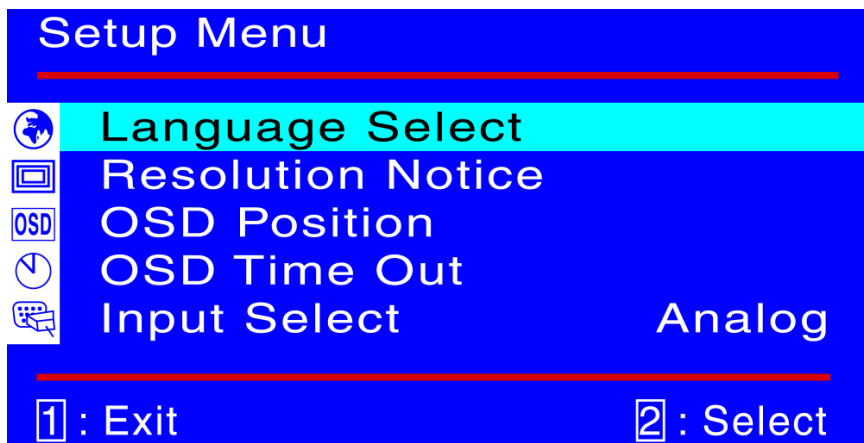 Setup Menu
Language Select
Resolution Notice
OSD OSD Position
OSD Time Out
Input Select Analog
1 : Exit 2 : Select